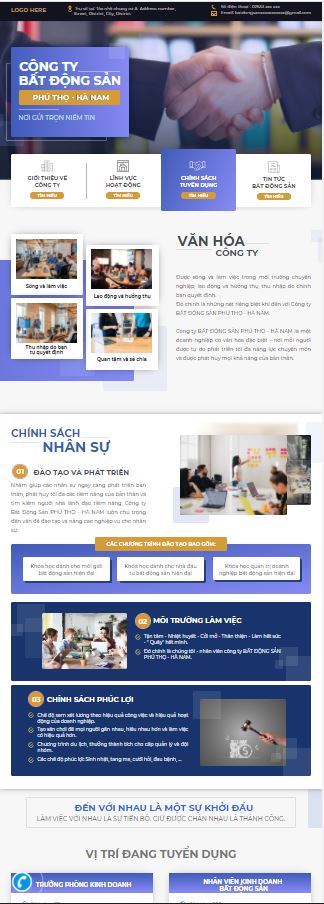 LOGO HERE
Trụ sở tại: Tòa nhà chung cư A. Address number,
Street, District, City, District
Số điện thoại :
Email:
CÔNG TY
BẤT ĐỘNG SẢN
PHÚ THỌ - HÀ NAM
NƠI GỬI TRỌN NIỀM TIN
GIỚI THIỆU VỀ
CÔNG TY
TÌM HIỂU
LĨNH VỰC
HOẠT ĐỘNG
TÌM HIỂU
CHÍNH SÁCH
TUYỂN DỤNG
TÌM HIỂU
TIN TỨC
BẤT ĐỘNG SẢN
TÌM HIỂU
Sống và làm việc
Lao động và hưởng thụ
Thu nhập do bạn
tự quyết định
Quan tâm và sẻ chia
VĂN HÓA
CÔNG TY
Được sống và làm việc trong môi trường chuyên
nghiệp, lao động và hưởng thụ, thu nhập do chính
bạn quyết định.
Đó chính là những nét riêng biệt khi đến với Công ty
BẤT ĐỘNG SẢN PHÚ THỌ - HÀ NAM.
Công ty BẤT ĐỘNG SẢN PHÚ THỌ - HÀ NAM là một
doanh nghiệp có văn hóa đặc biệt – nơi mỗi người
được tự do phát triển tối đa năng lực chuyên môn
và được phát huy mọi khả năng của bản thân.
CHÍNH SÁCH
NHÂN SỰ
01 ĐÀO TẠO VÀ PHÁT TRIỂN
Nhằm giúp các nhân sự ngày càng phát triển bản
thân, phát huy tối đa các tiềm năng của bản thân và
tìm kiếm người nhà lãnh đạo tiềm năng, Công ty
Bất Động Sản PHÚ THỌ - HÀ NAM luôn chú trọng
đến vấn đề đào tạo và nâng cao nghiệp vụ cho nhân
sự:
CÁC CHƯƠNG TRÌNH ĐÀO TẠO BAO GỒM:
Khóa học dành cho môi giới
bất động sản hiện đại
Khóa học dành cho nhà đầu
tư bất động sản hiện đại
Khóa học quản trị doanh
nghiệp bất động sản hiện đại
02 MÔI TRƯỜNG LÀM VIỆC
Tận tâm - Nhiệt huyết - Cởi mở - Thân thiện - Làm hết sức
- "Quẩy" hết mình.
Đó chính là chúng tôi - nhân viên công ty BẤT ĐỘNG SẢN
PHÚ THỌ - HÀ NAM.
03 CHÍNH SÁCH PHÚC LỢI
Chế độ xem xét lương theo hiệu quả công việc và hiệu quả hoạt
động của doanh nghiệp.
Tạo sân chơi để mọi người gần nhau, hiểu nhau hơn và làm việc
có hiệu quả hơn.
Chương trình du lịch, thưởng thành tích cho cấp quản lý và đội
nhóm.
Các chế độ phúc lợi: Sinh nhật, tang ma, cưới hỏi, đau bệnh, ...
ĐẾN VỚI NHAU LÀ MỘT SỰ KHỞI ĐẦU
LÀM VIỆC VỚI NHAU LÀ SỰ TIẾN BỘ. GIỮ ĐƯỢC CHÂN NHAU LÀ THÀNH CÔNG.
VỊ TRÍ ĐANG TUYỂN DỤNG
TRƯỞNG PHÒNG KINH DOANH
NHÂN VIÊN KINH DOANH
BẤT ĐỘNG SẢN